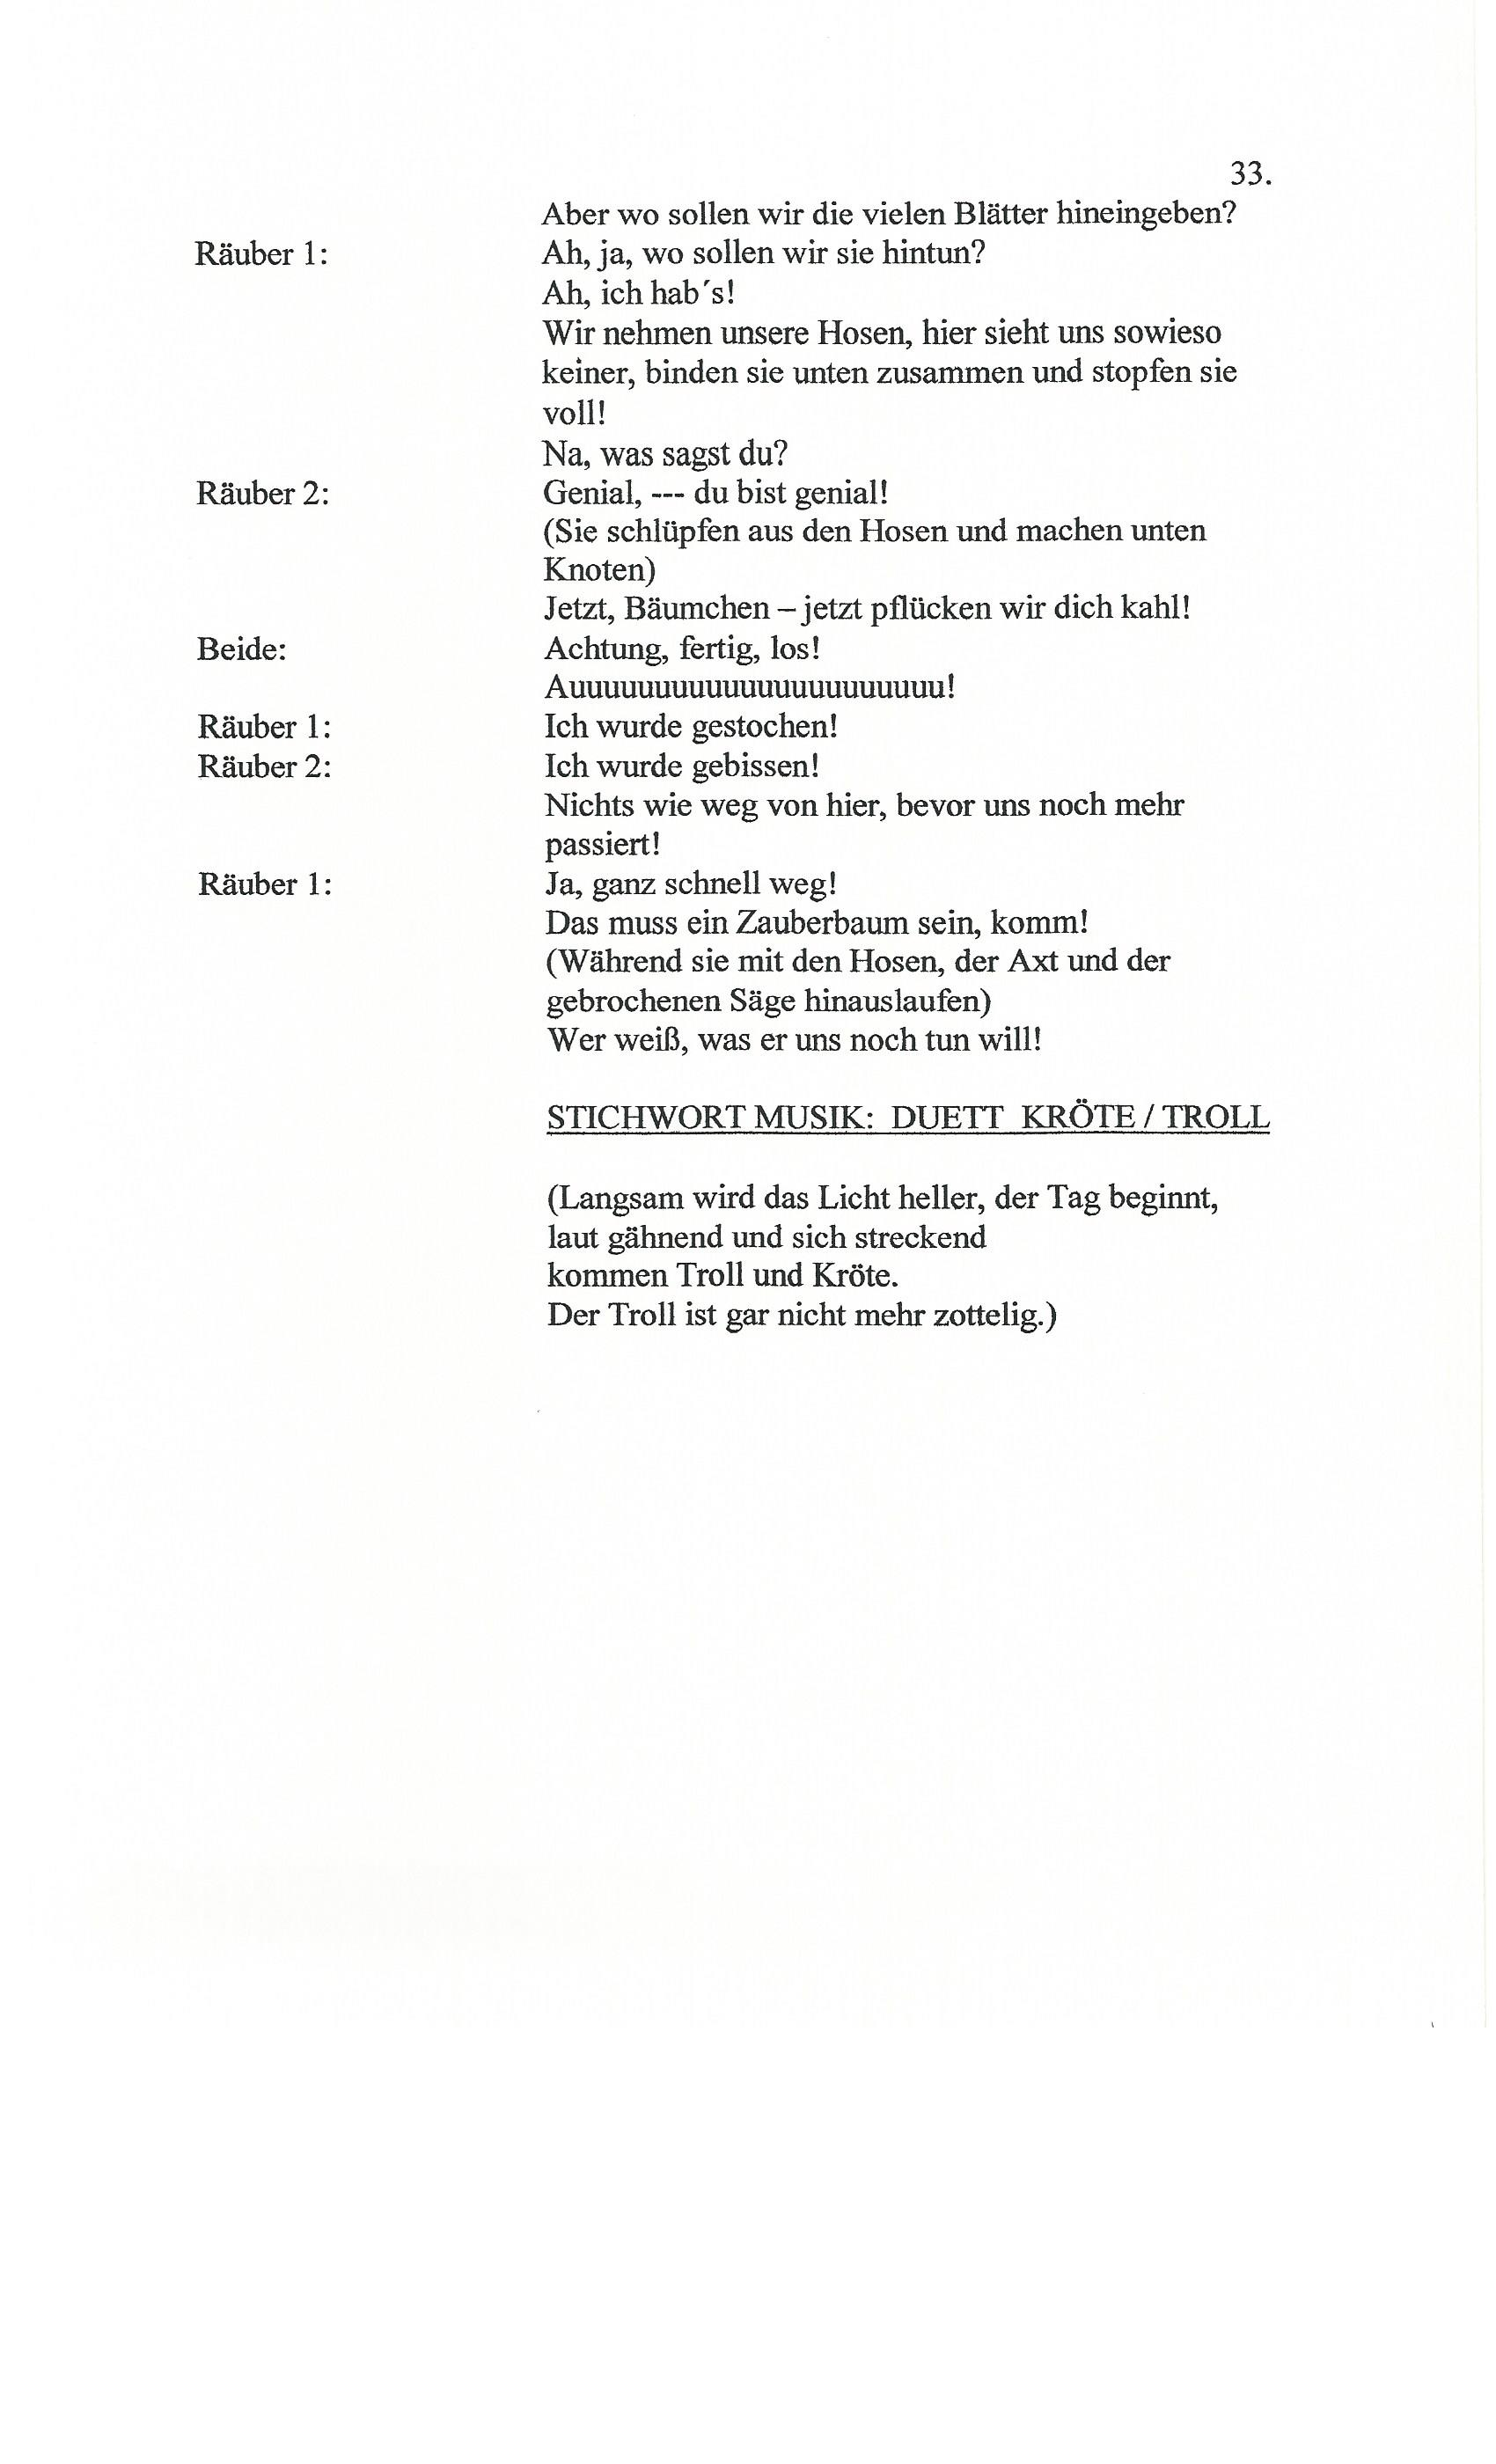 33.
Aber wo sollen wir die vielen Blätter hineingeben?
Räuber 1: Ah, ja, wo sollen wir sie hintun?
Ah, ich hab´s!
Wir nehmen unsere Hosen, hier sieht uns sowieso
keiner, binden sie unten zusammen und stopfen sie
voll!
Na, was sagst du?
Räuber 2: Genial, --- du bist genial!
(Sie schlüpfen aus den Hosen und machen unten
Knoten)
Jetzt, Bäumchen – jetzt pflücken wir dich kahl!
Beide: Achtung, fertig, los!
Auuuuuuuuuuuuuuuuuuuuuu!
Räuber 1: Ich wurde gestochen!
Räuber 2: Ich wurde gebissen!
Nichts wie weg von hier, bevor uns noch mehr
passiert!
Räuber 1: Ja, ganz schnell weg!
Das muss ein Zauberbaum sein, komm!
(Während sie mit den Hosen, der Axt und der
gebrochenen Säge hinauslaufen)
Wer weiß, was er uns noch tun will!
STICHWORT MUSIK: DUETT KRÖTE / TROLL
(Langsam wird das Licht heller, der Tag beginnt,
laut gähnend und sich streckend
kommen Troll und Kröte.
Der Troll ist gar nicht mehr zottelig.)